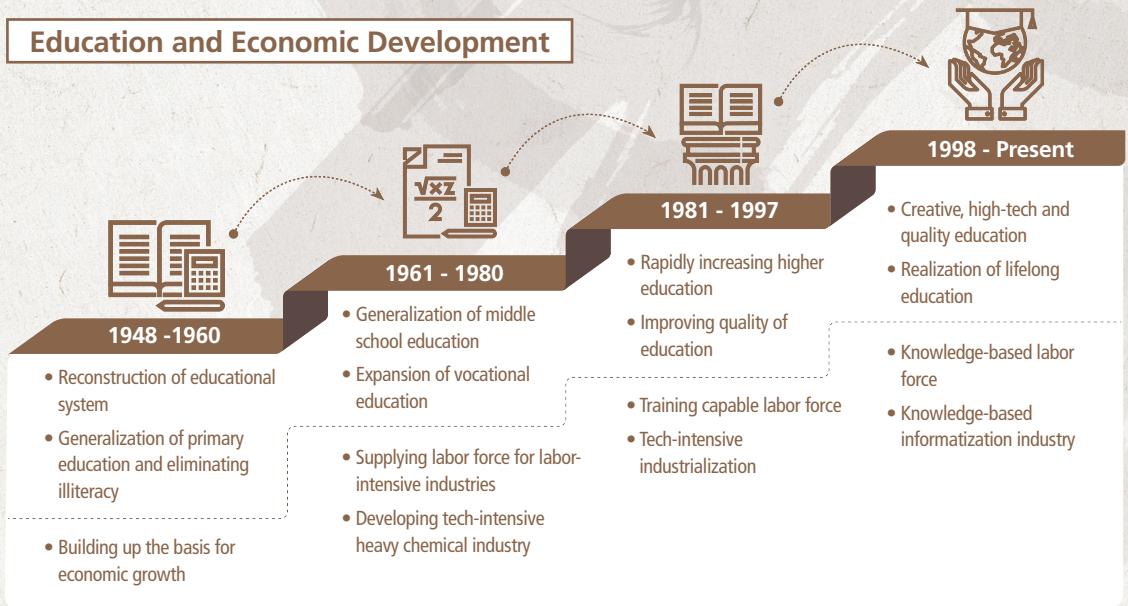 Education and Economic Development
√xz
2
1948 -1960
• Reconstruction of educational
system
• Generalization of primary
education and eliminating
illiteracy
• Building up the basis for
economic growth
1961 - 1980
• Generalization of middle
school education
• Expansion of vocational
education
• Supplying labor force for labor-
intensive industries
• Developing tech-intensive
heavy chemical industry
1981 - 1997
• Rapidly increasing higher
education
• Improving quality of
education
• Training capable labor force
• Tech-intensive
industrialization
1998 - Present
• Creative, high-tech and
quality education
• Realization of lifelong
education
• Knowledge-based labor
force
• Knowledge-based
informatization industry